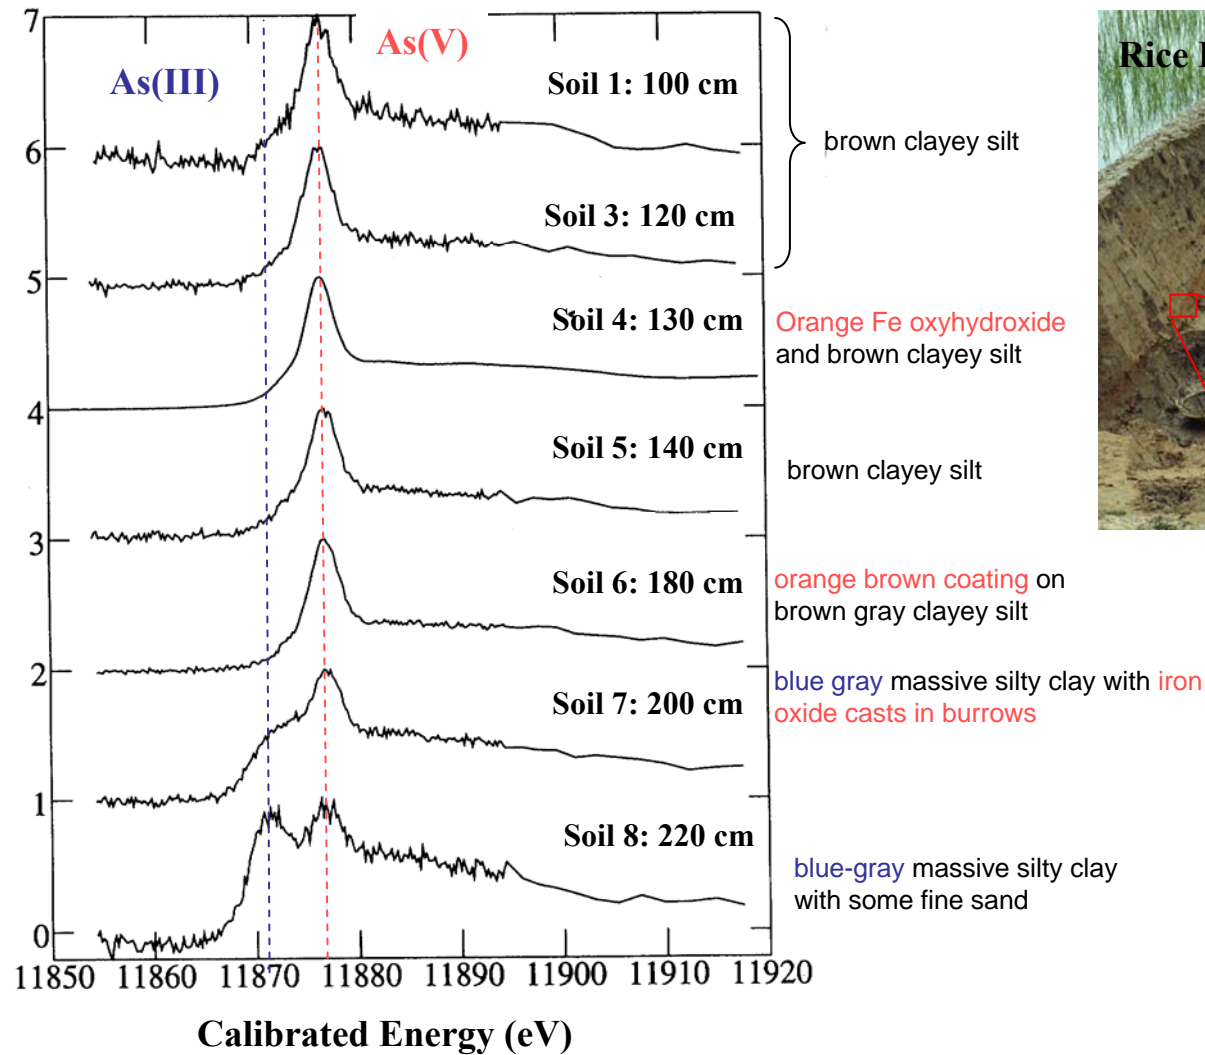 7
As(V)
As(III)
Soil 1: 100 cm
brown clayey silt
6
Soil 3: 120 cm
5
Soil 4: 130 cm
Orange Fe oxyhydroxide
and brown clayey silt
4
Soil 5: 140 cm
brown clayey silt
3
Soil 6: 180 cm
orange brown coating on
brown gray clayey silt
2
blue gray massive silty clay with iron
oxide casts in burrows
Soil 7: 200 cm
1
Soil 8: 220 cm
blue-gray massive silty clay
with some fine sand
0
11850 11860 11870 11880 11890 11900 11910 11920
Calibrated Energy (eV)
Rice